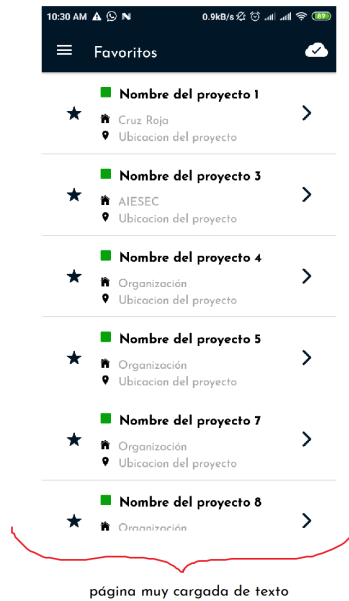 10:30 AM
0.9kB/s
87
Favoritos
Nombre del proyecto 1
Cruz Roja
Ubicacion del proyecto
Nombre del proyecto 3
AIESEC
Ubicacion del proyecto
Nombre del proyecto 4
Organización
Ubicacion del proyecto
Nombre del proyecto 5
Organización
Ubicacion del proyecto
Nombre del proyecto 7
Organización
Ubicacion del proyecto
Nombre del proyecto 8
Organización
página muy cargada de texto